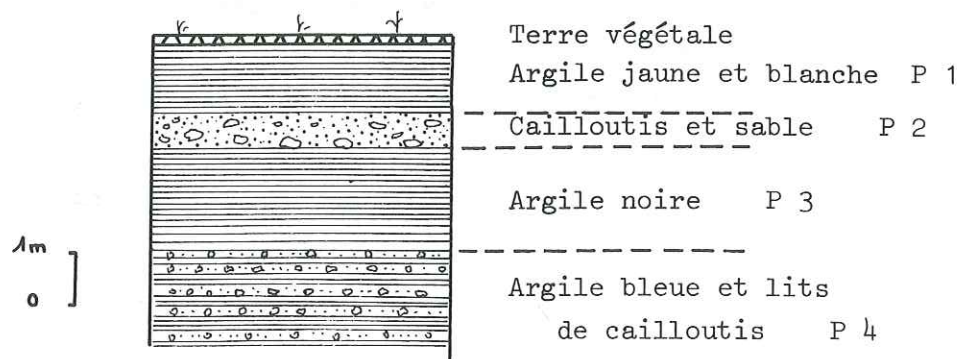 Terre végétale
Argile jaune et blanche P 1
Cailloutis et sable P 2
Argile noire P 3
1m
0
Argile bleue et lits
de cailloutis P 4